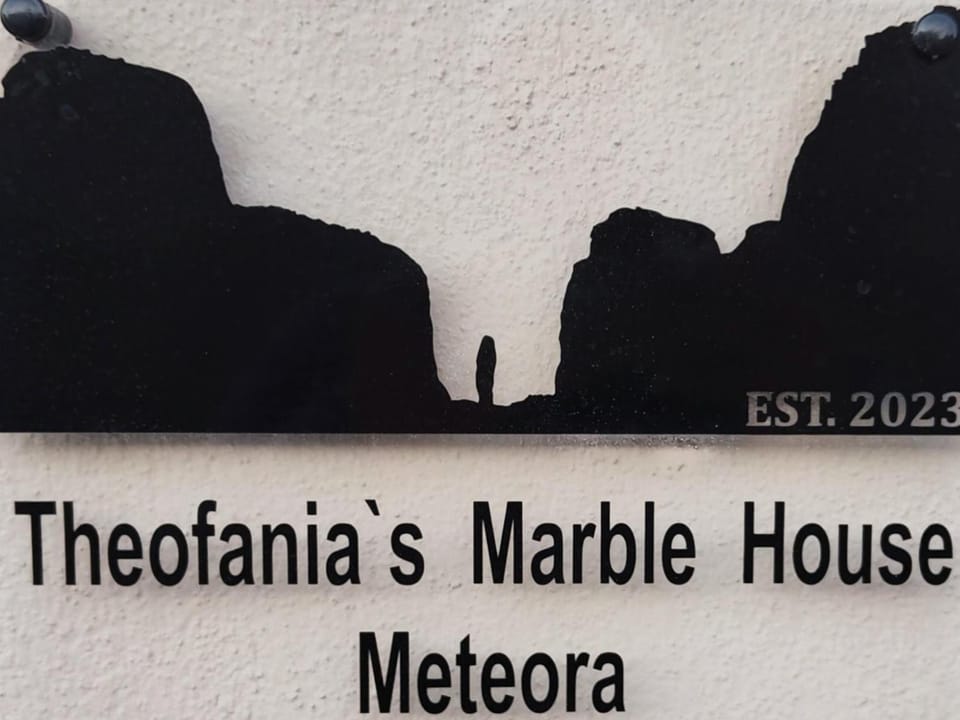 EST. 2023
Theofania`s Marble House
Meteora